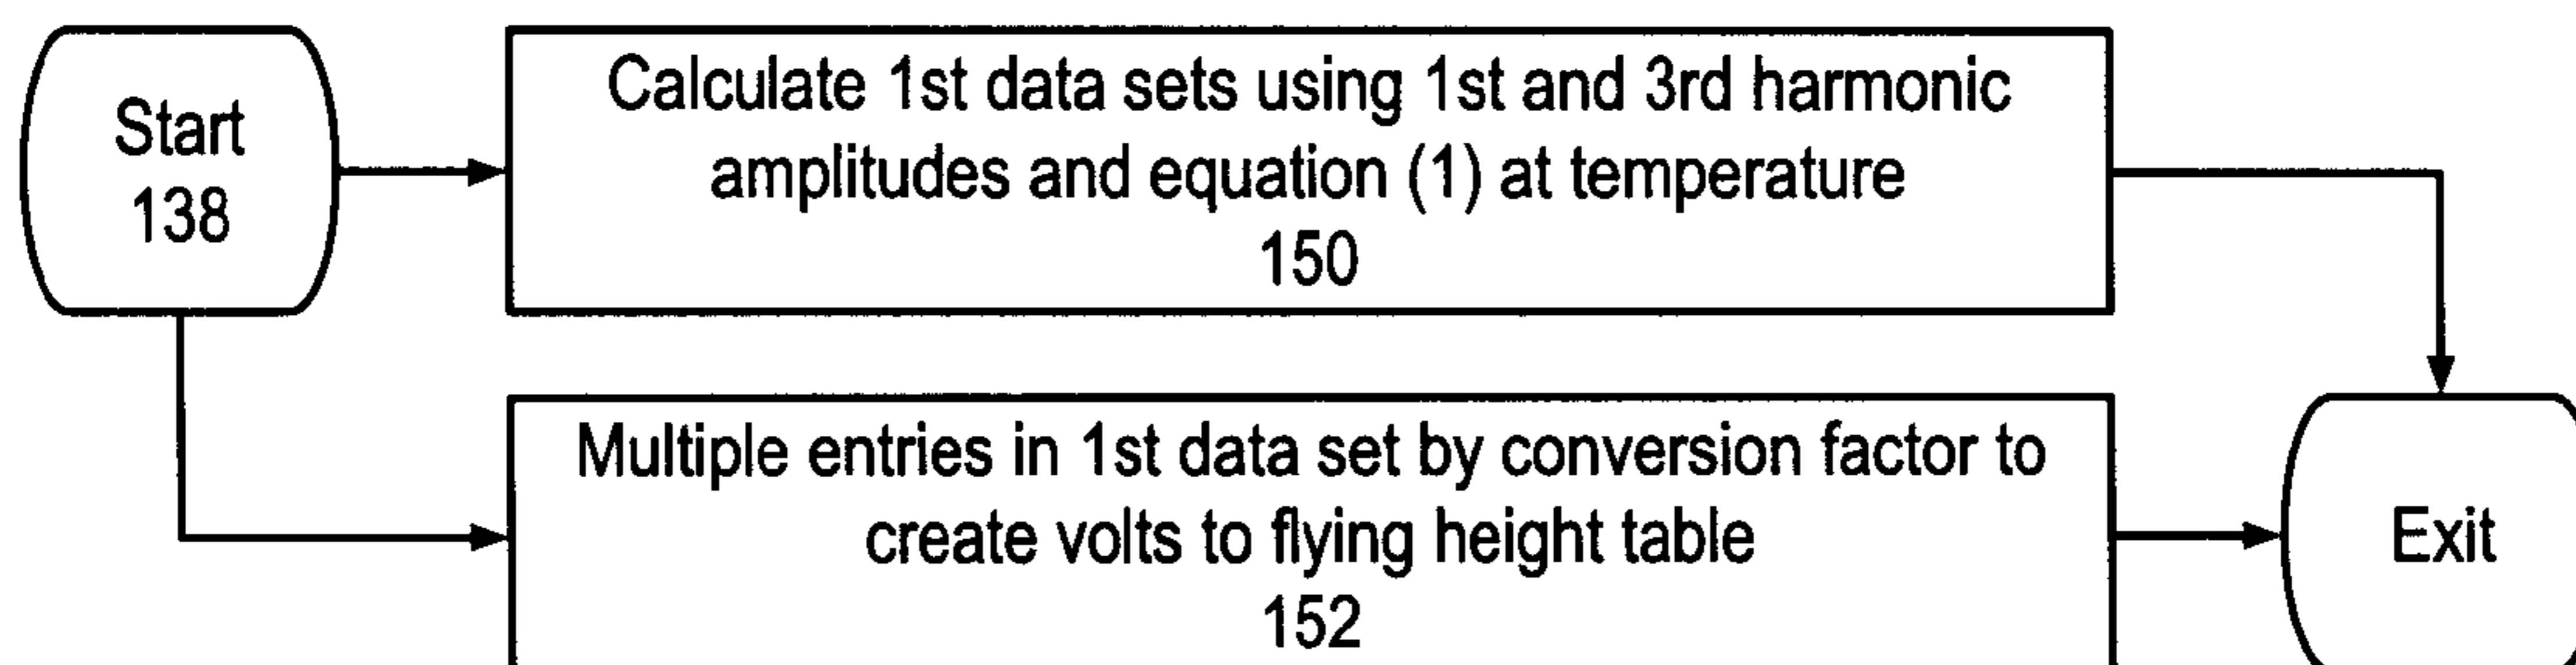 Start
138
Calculate 1st data sets using 1st and 3rd harmonic
amplitudes and equation (1) at temperature
150
Multiple entries in 1st data set by conversion factor to
create volts to flying height table
152
Exit